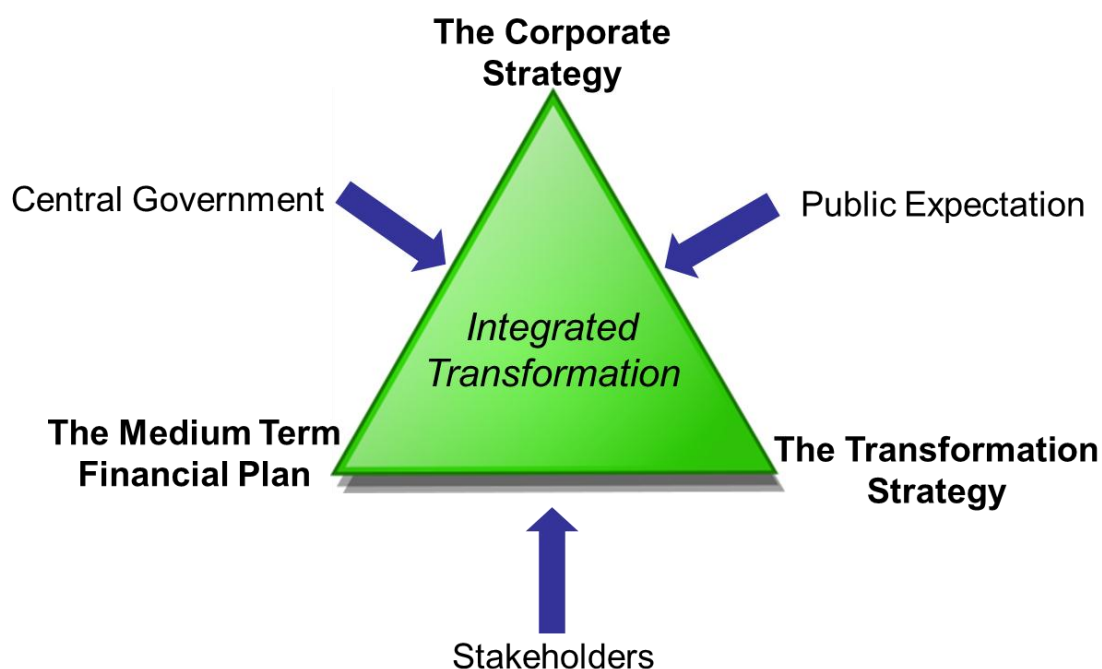 The Corporate
Strategy
Central Government
Public Expectation
Integrated
Transformation
The Medium Term
Financial Plan
The Transformation
Strategy
Stakeholders